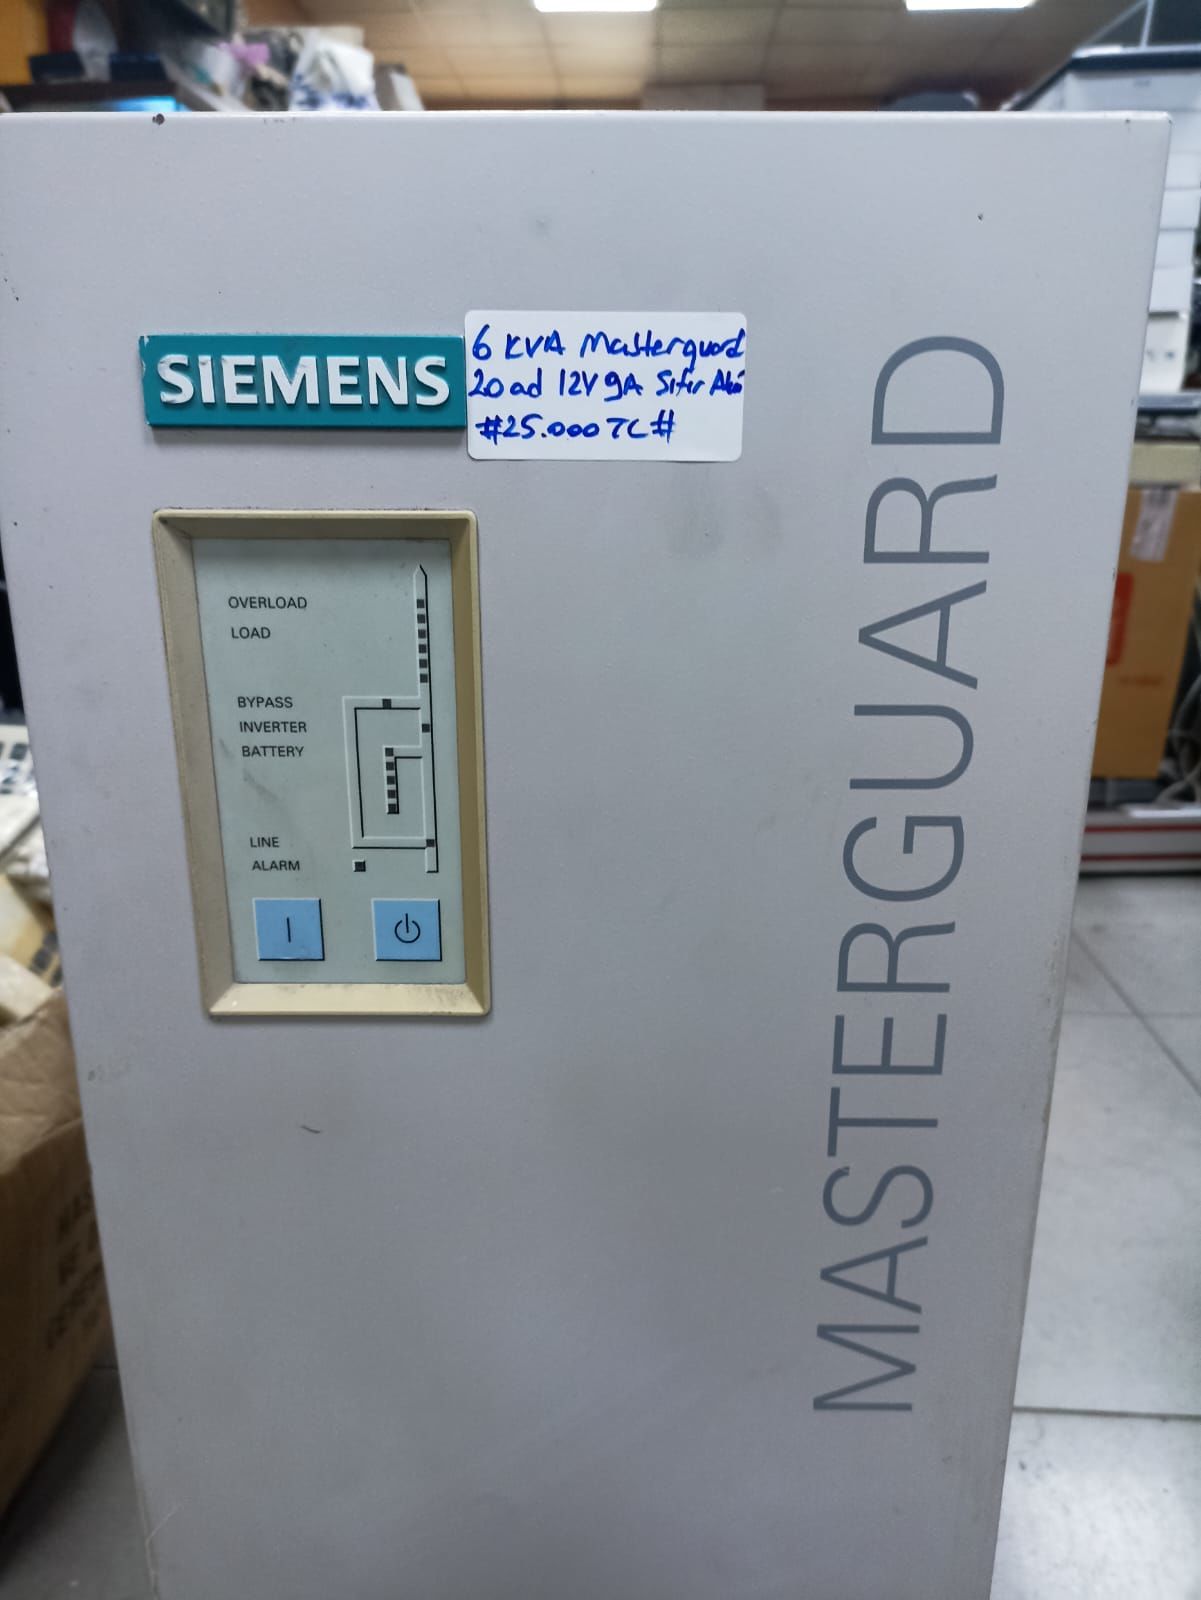 SIEMENS
6 KVA Masterguard
20 ad 12V 9A Sıfır Akü
#25.000 TL#
OVERLOAD
LOAD
BYPASS
INVERTER
BATTERY
LINE
ALARM
MASTERGUARD